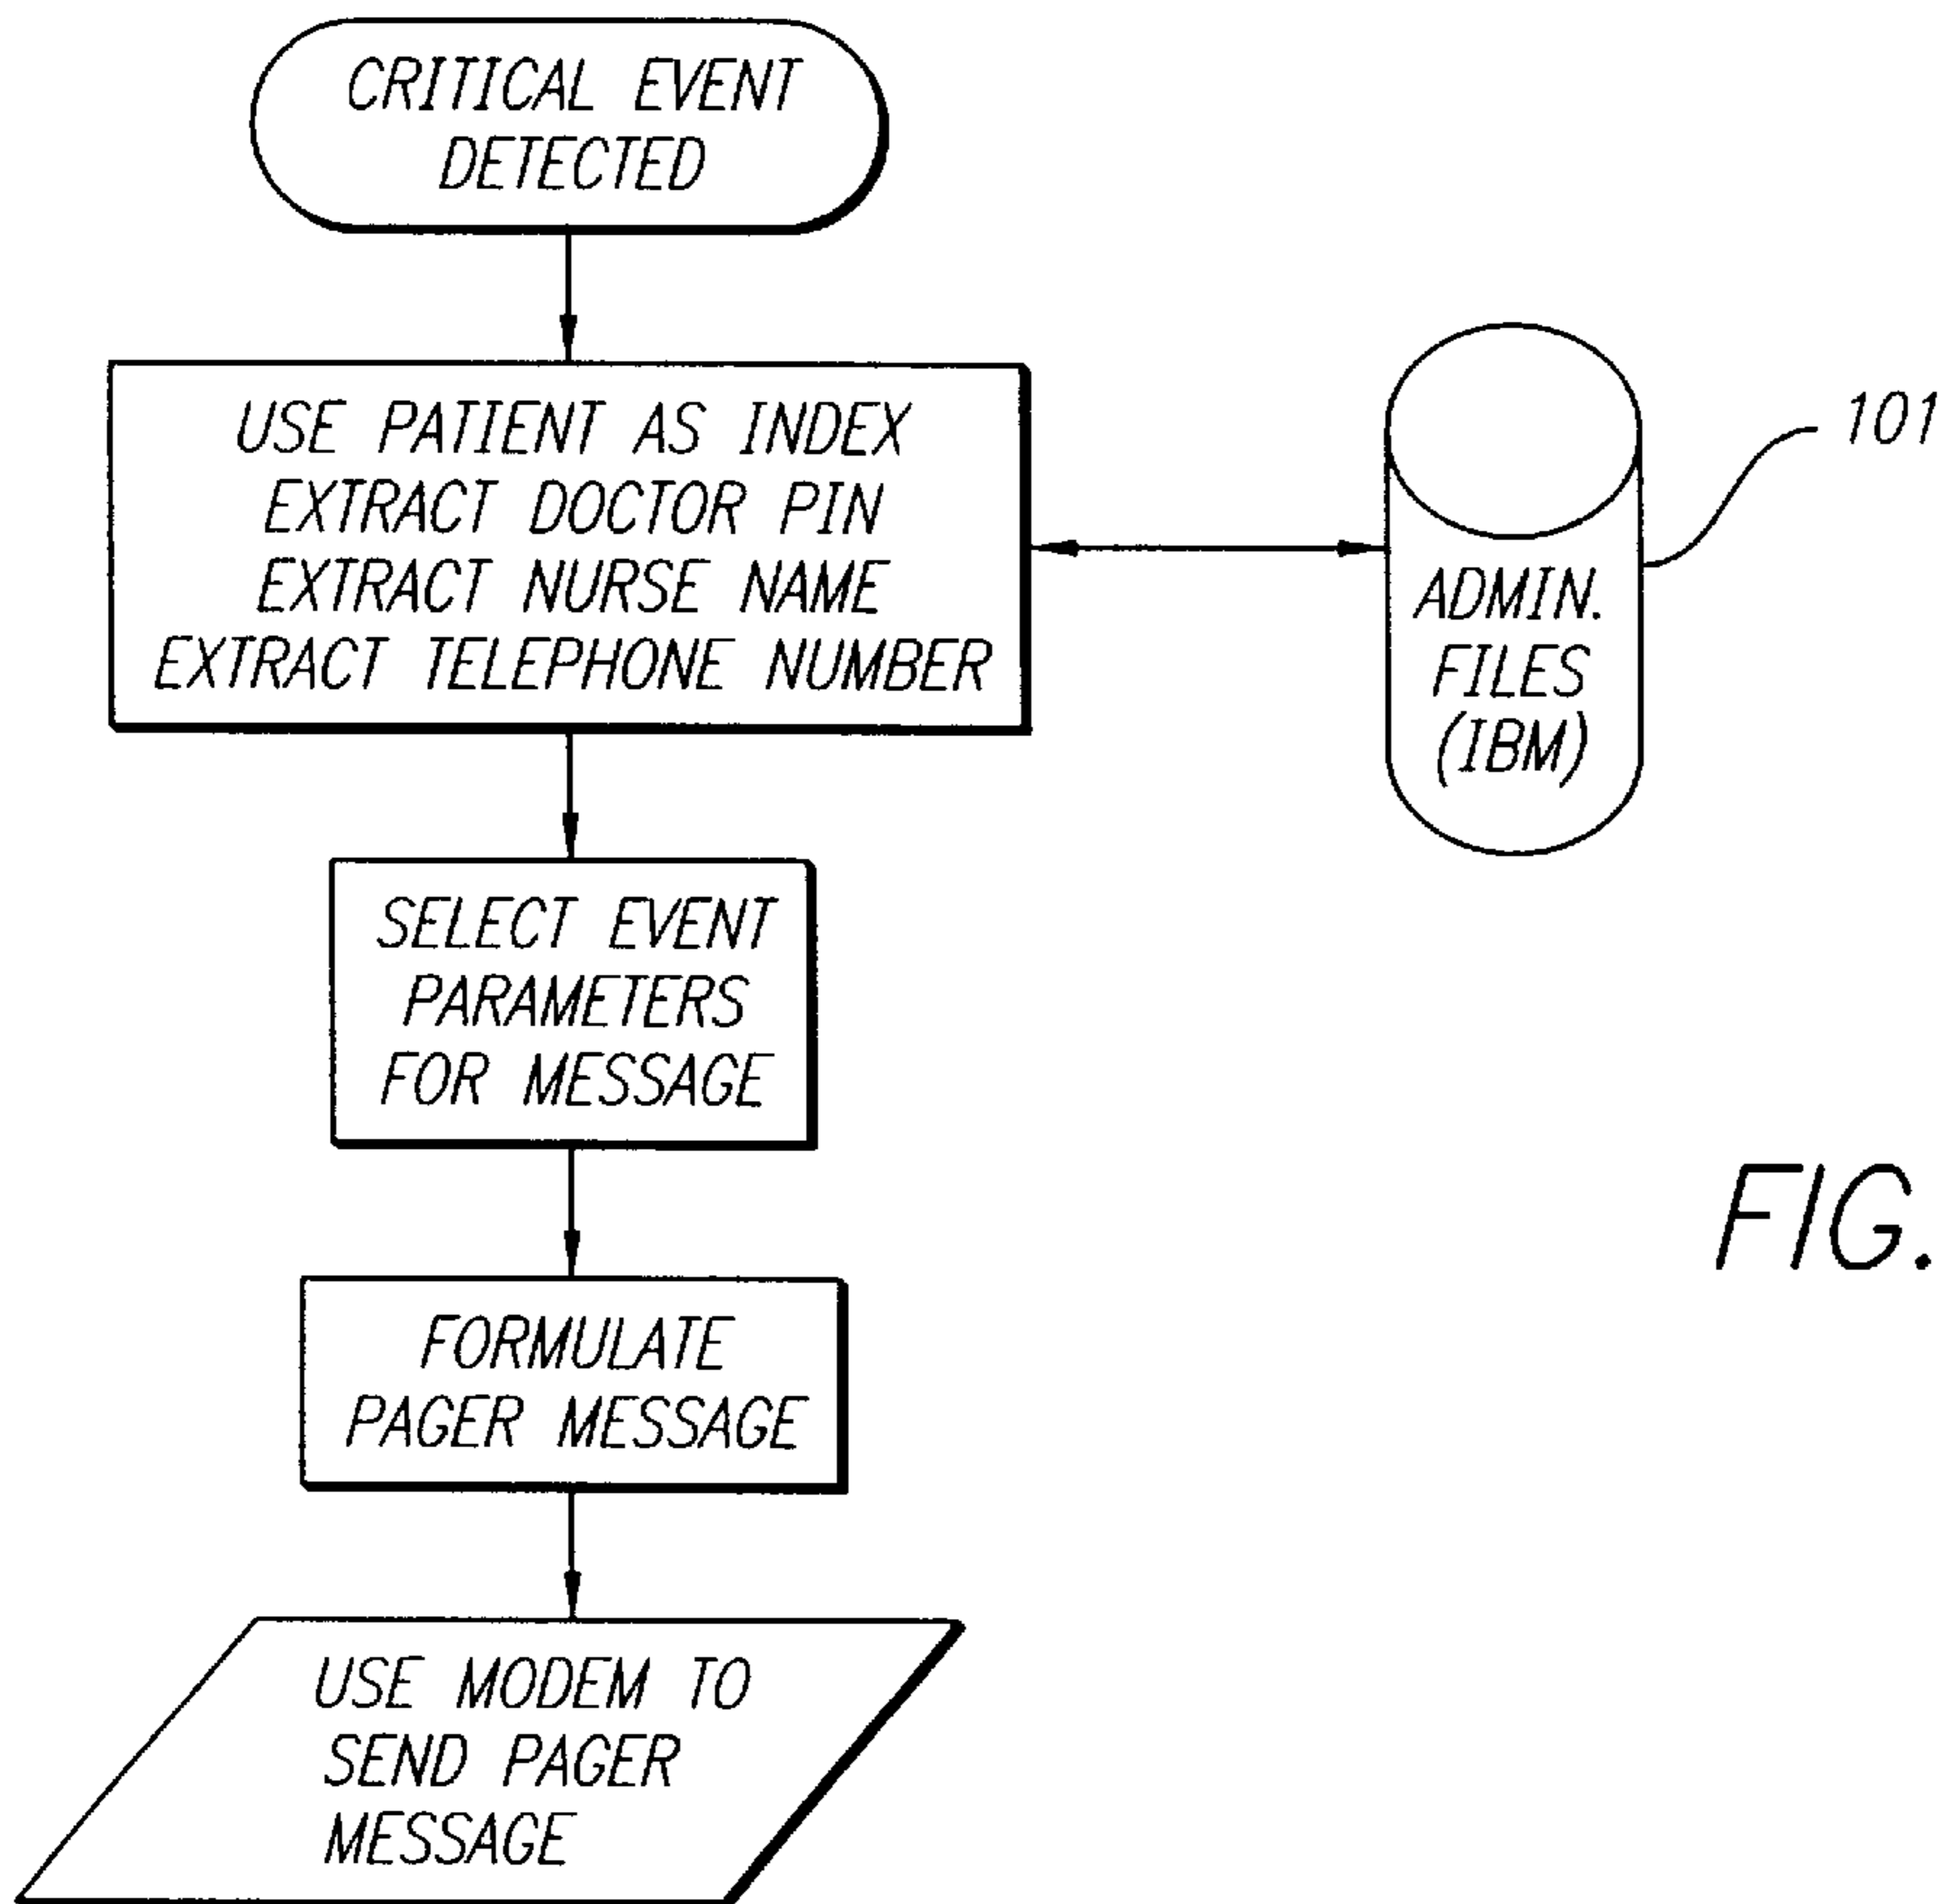 CRITICAL EVENT
DETECTED
USE PATIENT AS INDEX
EXTRACT DOCTOR PIN
EXTRACT NURSE NAME
EXTRACT TELEPHONE NUMBER
101
ADMIN.
FILES
(IBM)
SELECT EVENT
PARAMETERS
FOR MESSAGE
FIG.
FORMULATE
PAGER MESSAGE
USE MODEM TO
SEND PAGER
MESSAGE